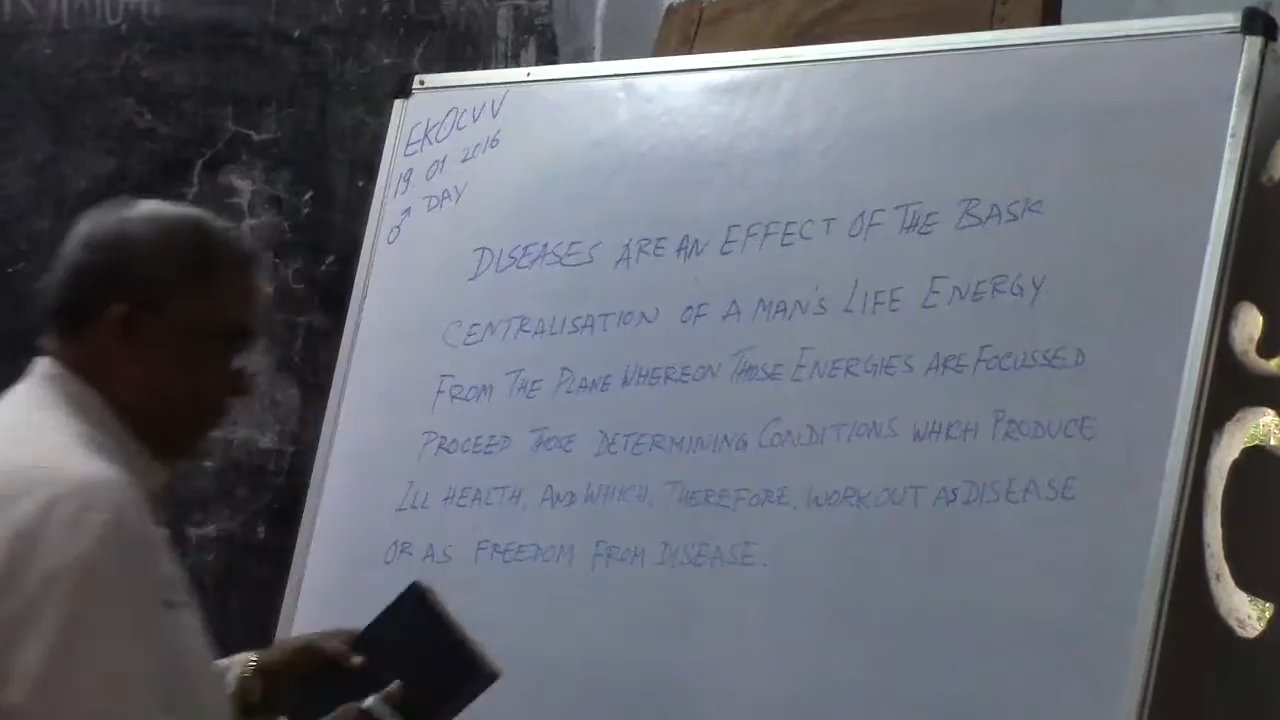 EKOCVV
19 01 2016
♂ DAY
DISEASES ARE AN EFFECT OF THE BASIC
CENTRALISATION OF A MAN'S LIFE ENERGY
FROM THE PLANE WHEREON THOSE ENERGIES ARE FOCUSSED
PROCEED THOSE DETERMINING CONDITIONS WHICH PRODUCE
ILL HEALTH, AND WHICH, THEREFORE, WORK OUT AS DISEASE
OR AS FREEDOM FROM DISEASE.